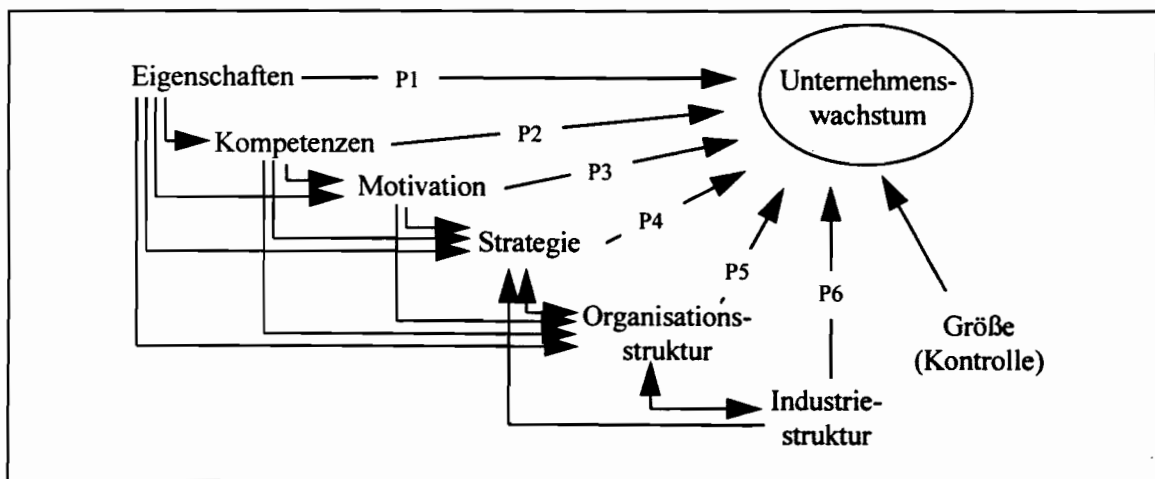 Eigenschaften
P1
Unternehmens-
wachstum
Kompetenzen
P2
Motivation
P3
Strategie
P4
P5
P6
Organisations-
struktur
Größe
(Kontrolle)
Industrie-
struktur